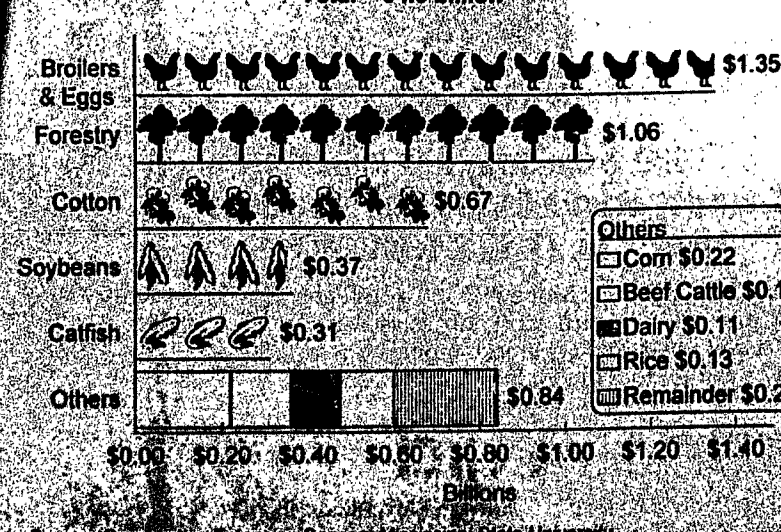 Broilers
& Eggs
$1.35
Forestry
$1.06
Cotton
$0.67
Soybeans
$0.37
Catfish
$0.31
Others
$0.84
Others
Corn $0.22
Beef Cattle
Dairy $0.11
Rice $0.13
Remainder
$0.00 $0.20 $0.40 $0.60 $0.80 $1.00 $1.20 $1.40
Billions